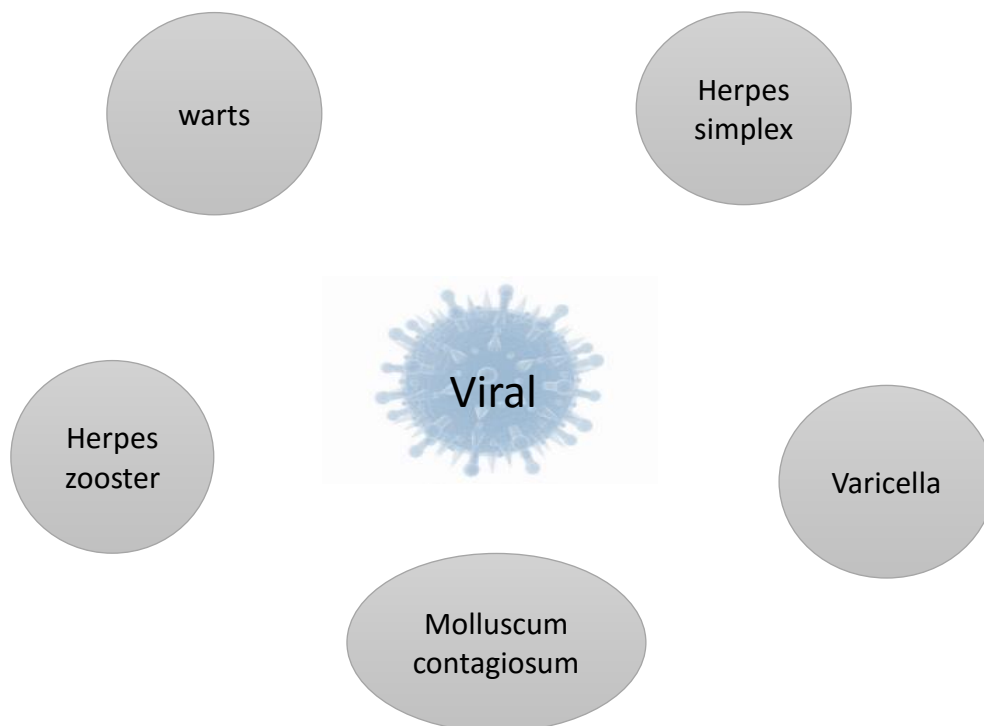 warts
Herpes
simplex
Viral
Herpes
zooster
Varicella
Molluscum
contagiosum